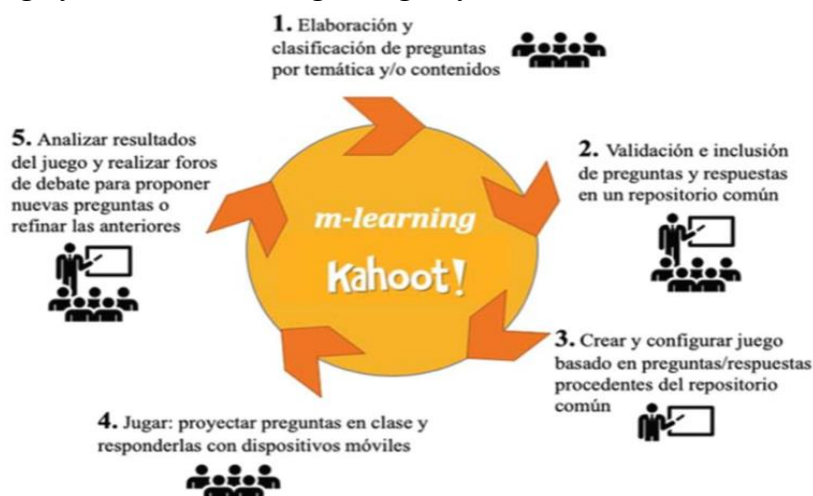 1. Elaboración y
clasificación de preguntas
por temática y/o contenidos
2. Validación e inclusión
de preguntas y respuestas
en un repositorio común
3. Crear y configurar juego
basado en preguntas/respuestas
procedentes del repositorio
común
4. Jugar: proyectar preguntas en clase y
responderlas con dispositivos móviles
5. Analizar resultados
del juego y realizar foros
de debate para proponer
nuevas preguntas o
refinar las anteriores
m-learning
Kahoot!